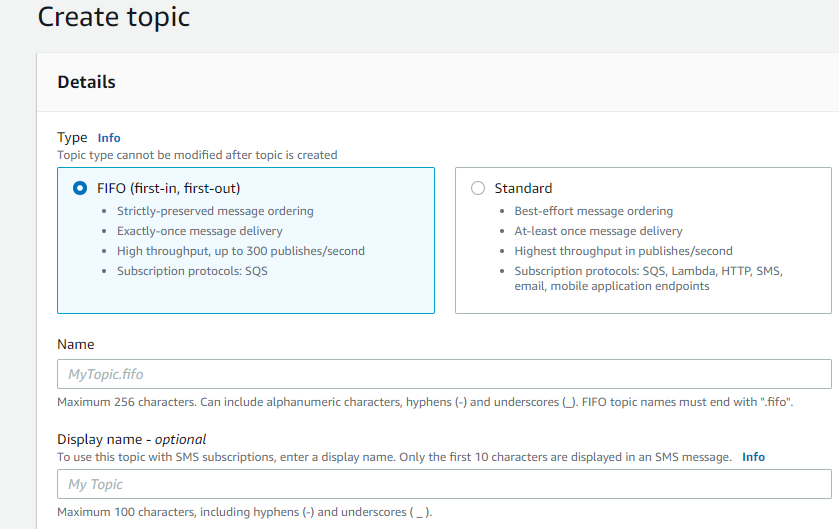 Create topic
Details
Type Info
Topic type cannot be modified after topic is created
FIFO (first-in, first-out)
• Strictly-preserved message ordering
• Exactly-once message delivery
• High throughput, up to 300 publishes/second
• Subscription protocols: SQS
Standard
• Best-effort message ordering
• At-least once message delivery
• Highest throughput in publishes/second
• Subscription protocols: SQS, Lambda, HTTP, SMS,
email, mobile application endpoints
Name
MyTopic.fifo
Maximum 256 characters. Can include alphanumeric characters, hyphens (-) and underscores (_). FIFO topic names must end with ".fifo".
Display name - optional
To use this topic with SMS subscriptions, enter a display name. Only the first 10 characters are displayed in an SMS message. Info
My Topic
Maximum 100 characters, including hyphens (-) and underscores ( _ ).